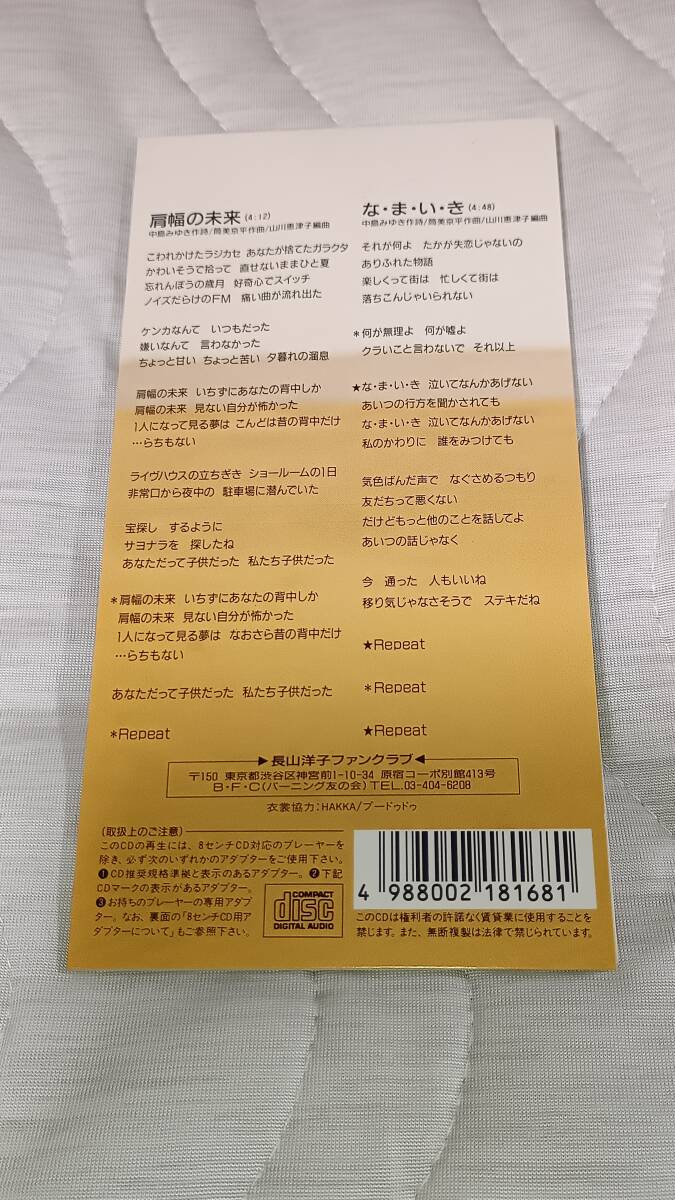 肩幅の未来 (4:12)
中島みゆき作詩/筒美京平作曲/山川恵津子編曲
こわれかけたラジカセ あなたが捨てたガラクタ
かわいそうで拾って 直せないままひと夏
忘れんぼうの歳月 好奇心でスイッチ
ノイズだらけのFM 痛い曲が流れ出た
ケンカなんて いつもだった
嫌いなんて 言わなかった
ちょっと甘い ちょっと苦い 夕暮れの溜息
肩幅の未来 いちずにあなたの背中しか
肩幅の未来 見ない自分が怖かった
1人になって見る夢は こんどは昔の背中だけ
…らちもない
ライヴハウスの立ちぎき ショールームの1日
非常口から夜中の 駐車場に潜んでいた
宝探し するように
サヨナラを 探したね
あなただって子供だった 私たち子供だった
*肩幅の未来 いちずにあなたの背中しか
肩幅の未来 見ない自分が怖かった
1人になって見る夢は なおさら昔の背中だけ
…らちもない
あなただって子供だった 私たち子供だった
*Repeat
な・ま・い・き (4:48)
中島みゆき作詩/筒美京平作曲/山川恵津子編曲
それが何よ たかが失恋じゃないの
ありふれた物語
楽しくって街は 忙しくて街は
落ちこんじゃいられない
*何が無理よ 何が嘘よ
クラいこと言わないで それ以上
★な・ま・い・き 泣いてなんかあげない
あいつの行方を聞かされても
な・ま・い・き 泣いてなんかあげない
私のかわりに 誰をみつけても
気色ばんだ声で なぐさめるつもり
友だちって悪くない
だけどもっと他のことを話してよ
あいつの話じゃなく
今 通った 人もいいね
移り気じゃなさそうで ステキだね
★Repeat
*Repeat
★Repeat
▶長山洋子ファンクラブ◀
〒150 東京都渋谷区神宮前1-10-34 原宿コーポ別館413号
B・F・C(バーニング友の会) TEL.03-404-6208
衣裳協力:HAKKA/プードゥドゥ
〈取扱上のご注意〉
このCDの再生には、8センチCD対応のプレーヤーを
除き、必ず次のいずれかのアダプターをご使用下さい。
❶CD推奨規格準拠と表示のあるアダプター。❷下記
CDマークの表示があるアダプター。
❸お持ちのプレーヤーの専用アダプ
ター。なお、裏面の「8センチCD用ア
ダプターについて」もご参照下さい。
COMPACT
disc
DIGITAL AUDIO
4 988002 181681
このCDは権利者の許諾なく賃貸業に使用することを
禁じます。また、無断複製は法律で禁じられています。